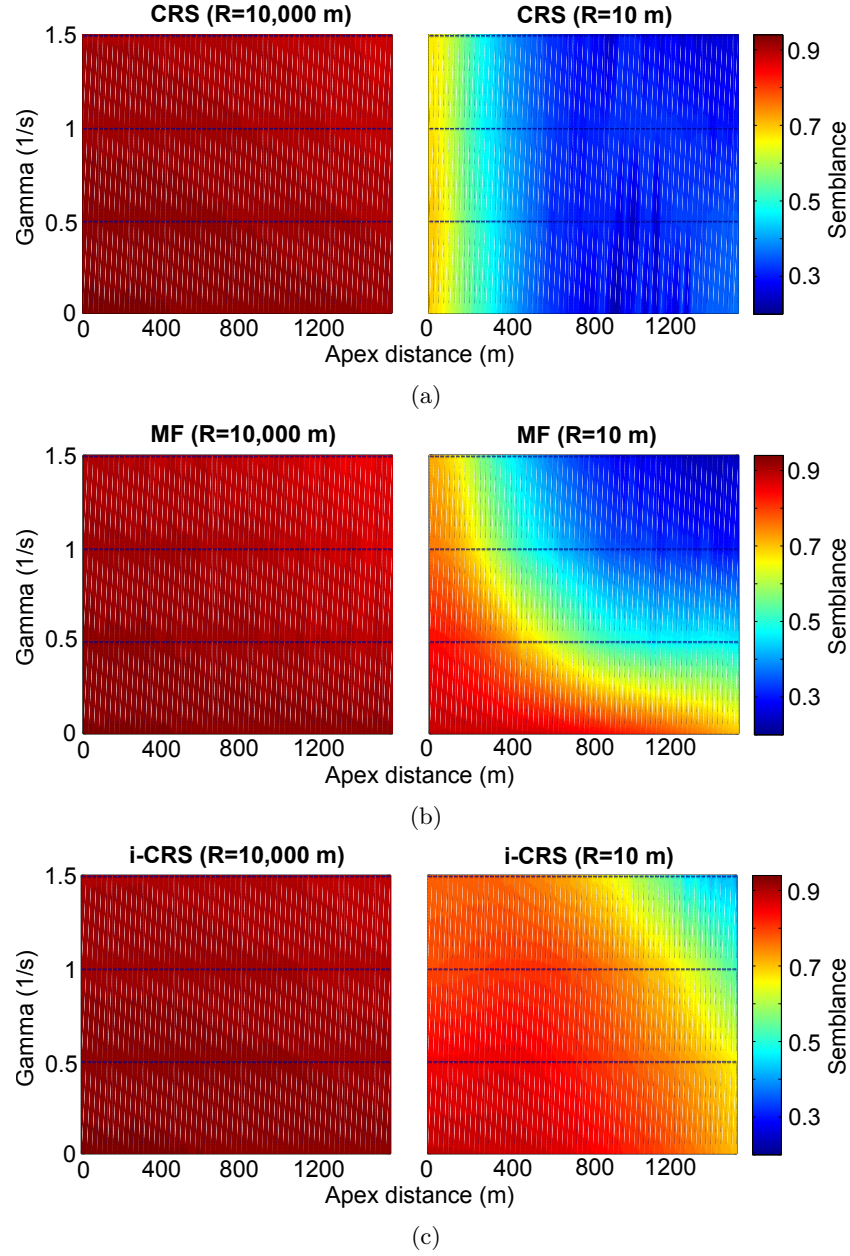 CRS (R=10,000 m)
CRS (R=10 m)
1.5
1
0.5
0
Gamma (1/s)
0 400 800 1200
0 400 800 1200
Apex distance (m)
0.9
0.7
0.5
0.3
Semblance
(a)
MF (R=10,000 m)
MF (R=10 m)
1.5
1
0.5
0
Gamma (1/s)
0 400 800 1200
0 400 800 1200
Apex distance (m)
0.9
0.7
0.5
0.3
Semblance
(b)
i-CRS (R=10,000 m)
i-CRS (R=10 m)
1.5
1
0.5
0
Gamma (1/s)
0 400 800 1200
0 400 800 1200
Apex distance (m)
0.9
0.7
0.5
0.3
Semblance
(c)